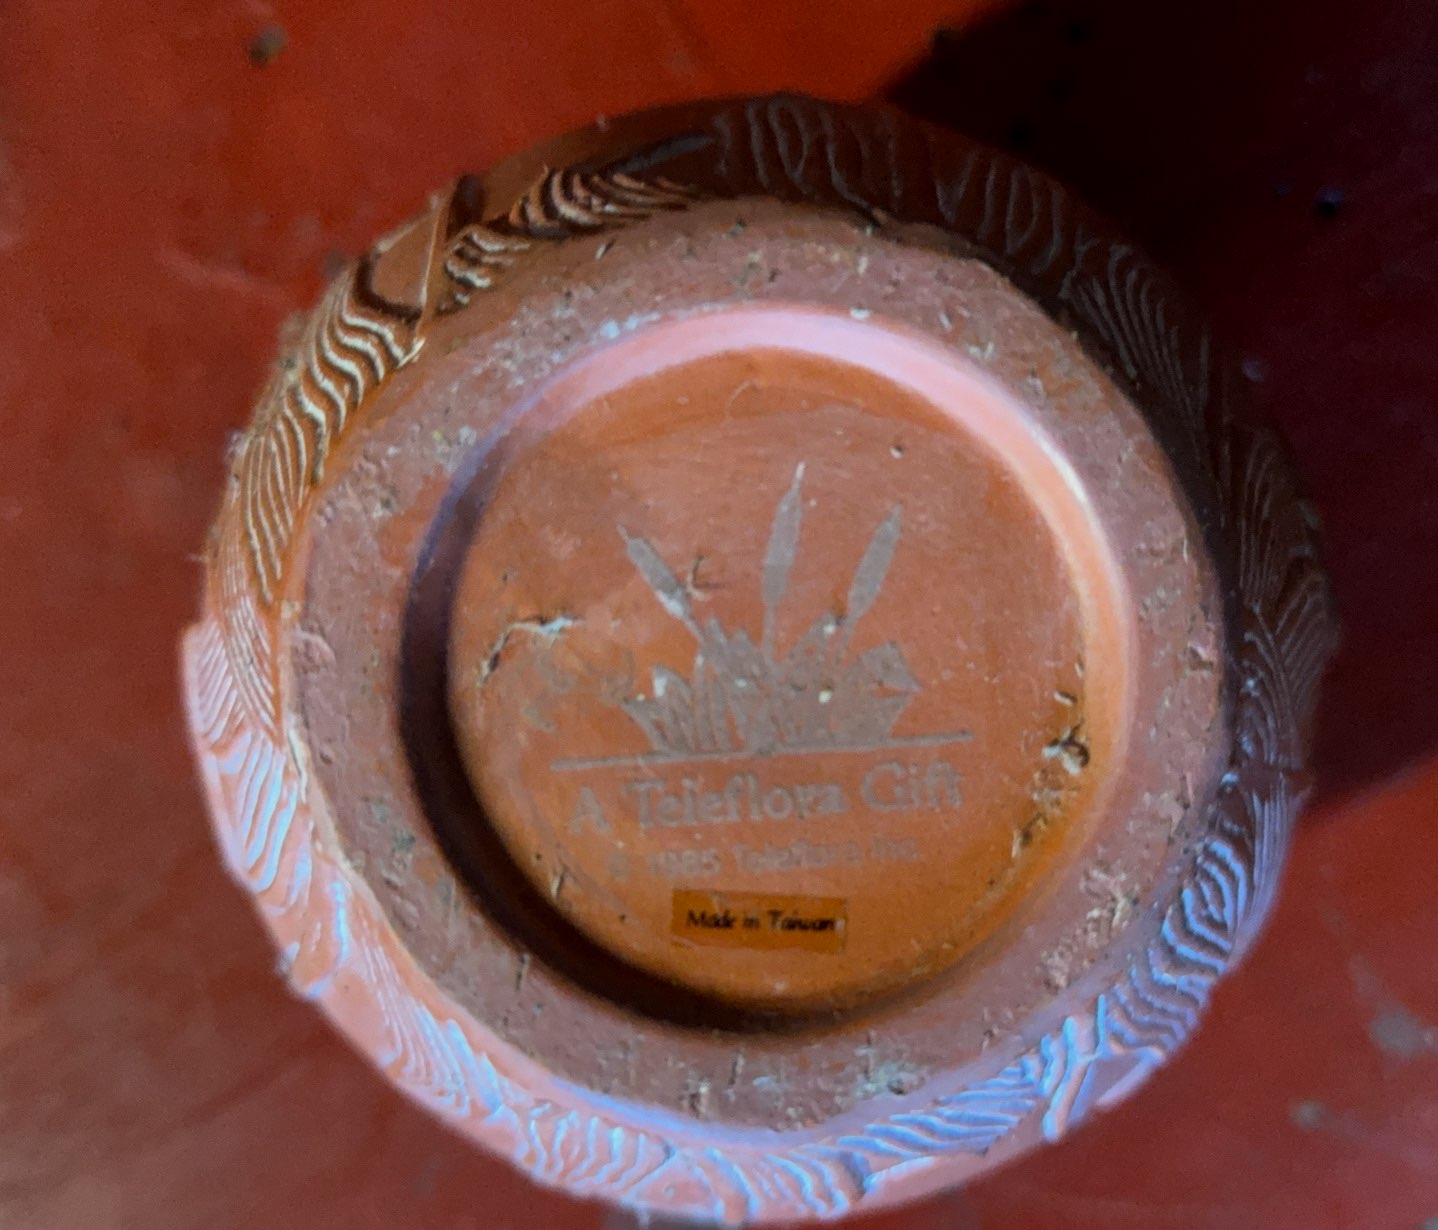 A Teleflora Gift
© 1985 Teleflora Inc.
Made in Taiwan